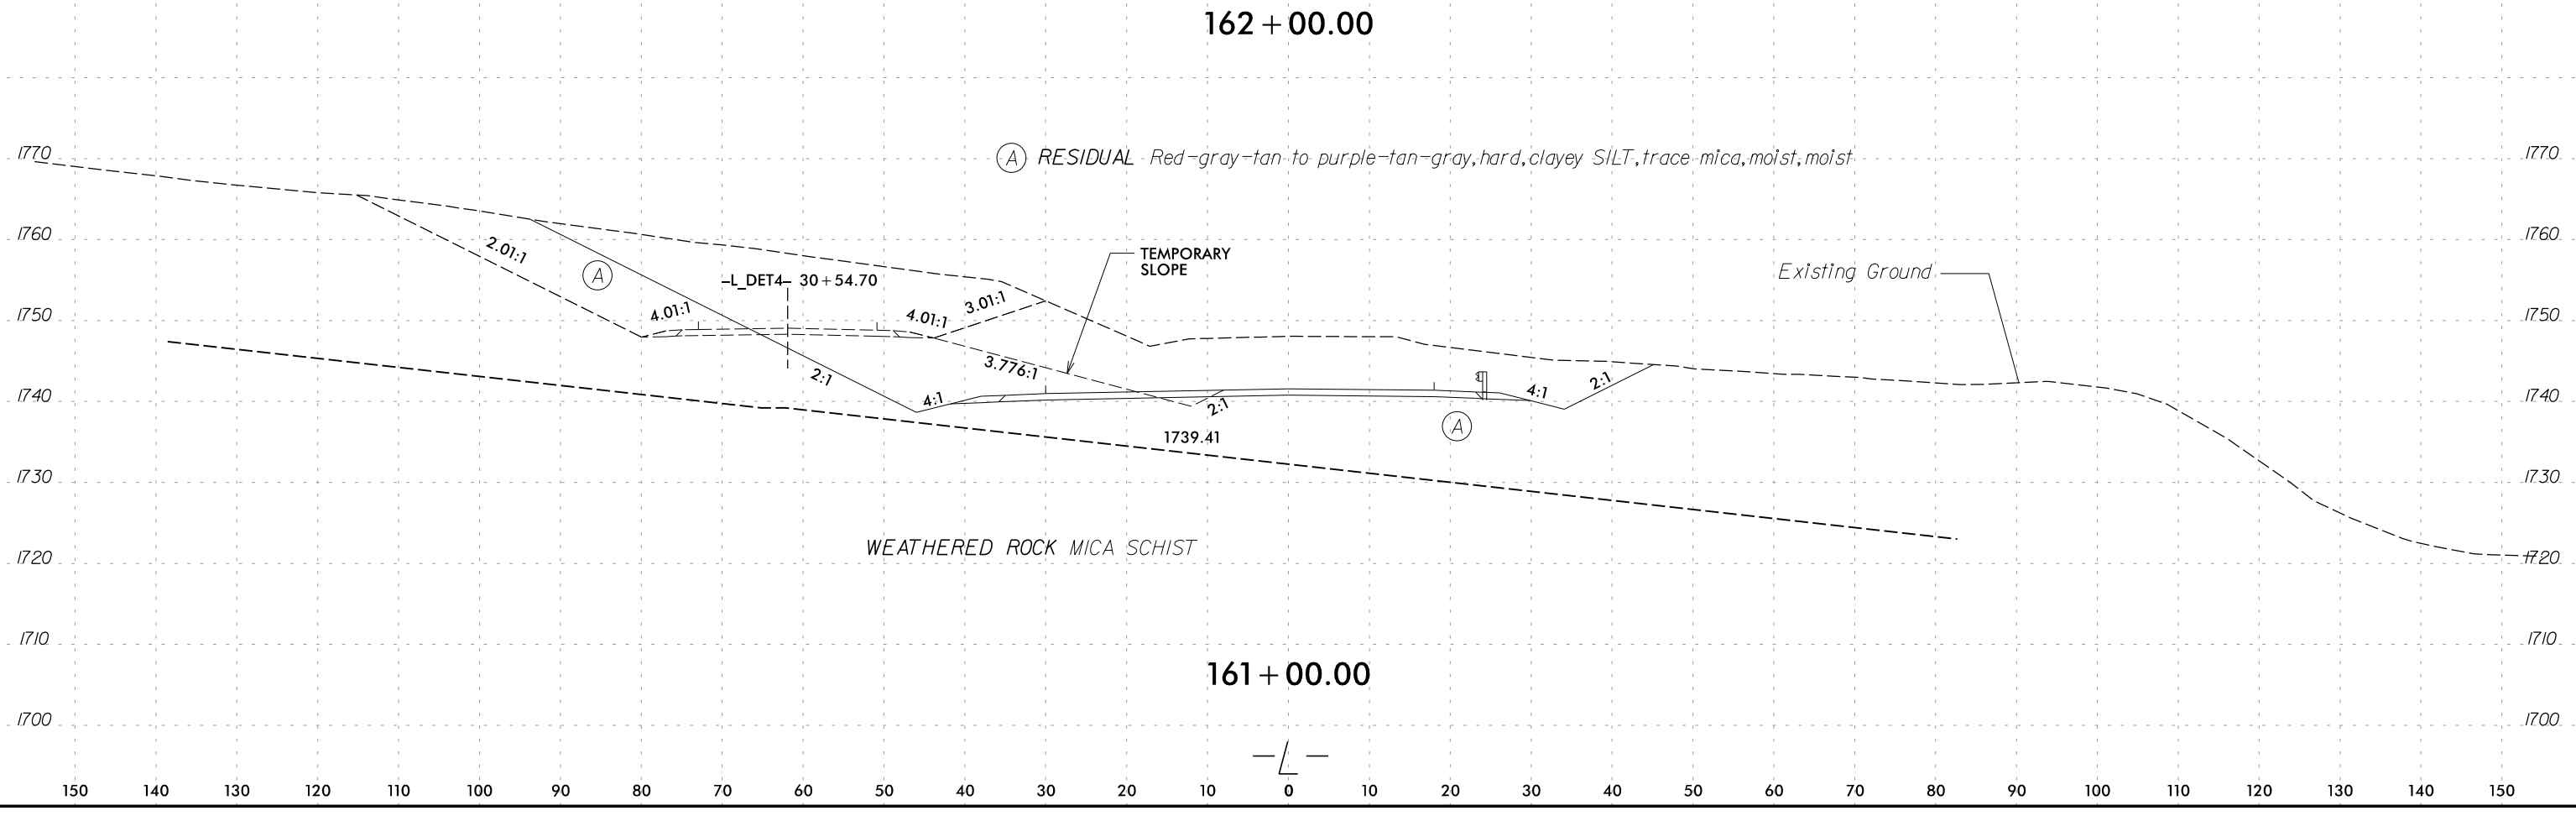 162+00.00
1770 Ⓐ RESIDUAL Red-gray-tan to purple-tan-gray,hard,clayey SILT,trace mica,moist,moist 1770
1760 1760
2.01:1
TEMPORARY
SLOPE
Existing Ground
Ⓐ
-L_DET4- 30+54.70
3.01:1
4.01:1
4.01:1
1750 1750
3.776:1
2:1
2:1
4:1
4:1
2:1
1740 1740
Ⓐ
1739.41
1730 1730
WEATHERED ROCK MICA SCHIST
1720 1720
1710 1710
161+00.00
1700 1700
-L-
150 140 130 120 110 100 90 80 70 60 50 40 30 20 10 0 10 20 30 40 50 60 70 80 90 100 110 120 130 140 150